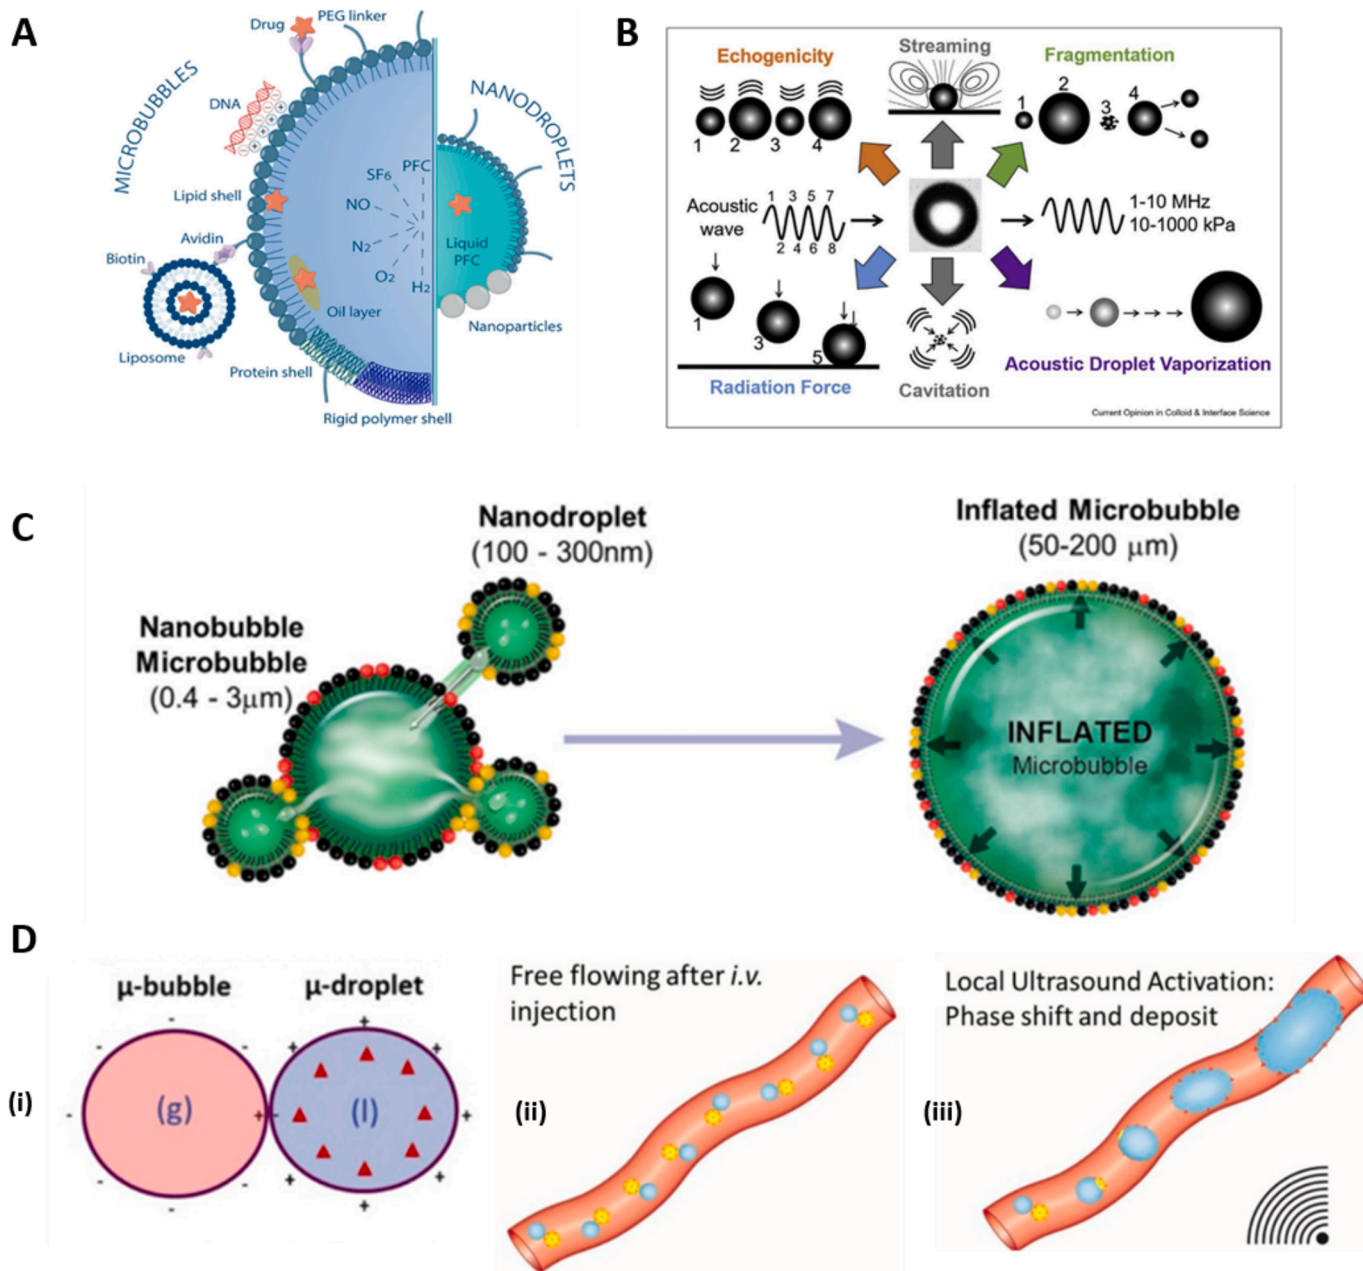 A
Drug
PEG linker
MICROBUBBLES
NANODROPLETS
DNA
PFC
SF6
NO
N2
O2
H2
Lipid shell
Liquid
PFC
Avidin
Biotin
Oil layer
Nanoparticles
Liposome
Protein shell
Rigid polymer shell
B
Echogenicity
1 2 3 4
Streaming
Fragmentation
1 2 3 4
Acoustic
wave
1 3 5 7
2 4 6 8
1-10 MHz
10-1000 kPa
1 3 5
Radiation Force
Cavitation
Acoustic Droplet Vaporization
Current Opinion in Colloid & Interface Science
C
Nanobubble
Microbubble
(0.4 - 3μm)
Nanodroplet
(100 - 300nm)
Inflated Microbubble
(50-200 μm)
INFLATED
Microbubble
D
(i)
μ-bubble
μ-droplet
(g)
(l)
(ii)
Free flowing after i.v.
injection
(iii)
Local Ultrasound Activation:
Phase shift and deposit